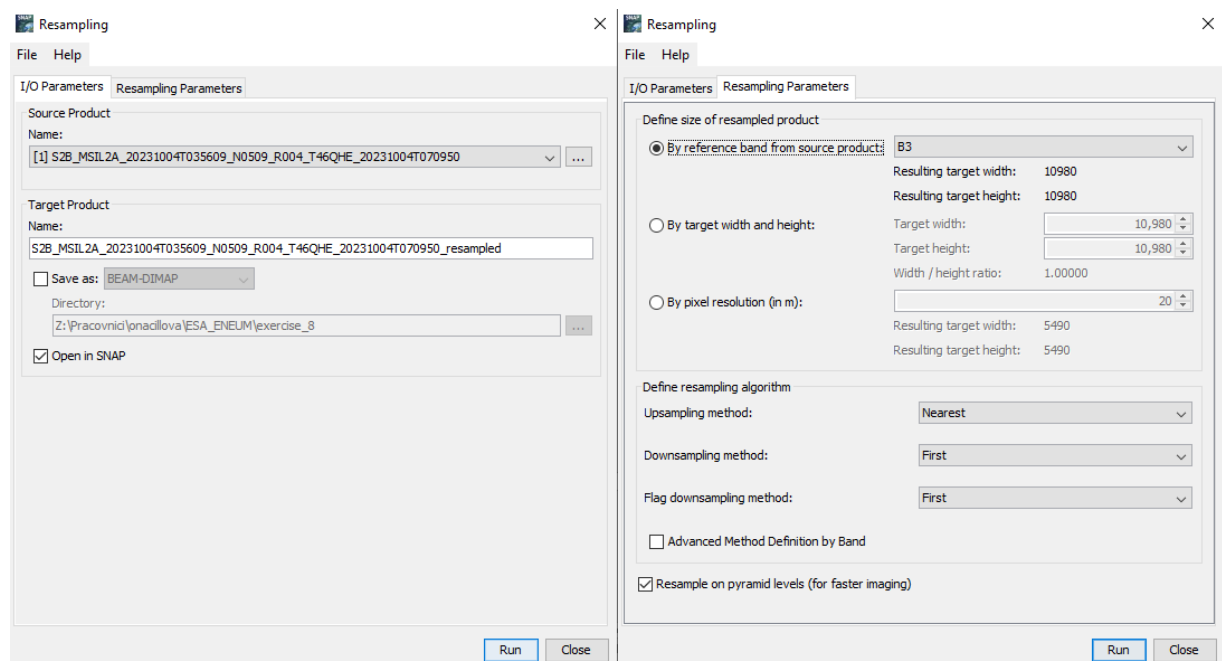 Resampling
File Help
I/O Parameters Resampling Parameters
Source Product
Name:
[1] S2B_MSIL2A_20231004T035609_N0509_R004_T46QHE_20231004T070950 ...
Target Product
Name:
S2B_MSIL2A_20231004T035609_N0509_R004_T46QHE_20231004T070950_resampled
Save as: BEAM-DIMAP
Directory:
Z:\Pracovnici\onacillova\ESA_ENEUM\exercise_8 ...
Open in SNAP
Run Close
Resampling
File Help
I/O Parameters Resampling Parameters
Define size of resampled product
By reference band from source product: B3
Resulting target width: 10980
Resulting target height: 10980
By target width and height: Target width: 10,980
Target height: 10,980
Width / height ratio: 1.00000
By pixel resolution (in m): 20
Resulting target width: 5490
Resulting target height: 5490
Define resampling algorithm
Upsampling method: Nearest
Downsampling method: First
Flag downsampling method: First
Advanced Method Definition by Band
Resample on pyramid levels (for faster imaging)
Run Close